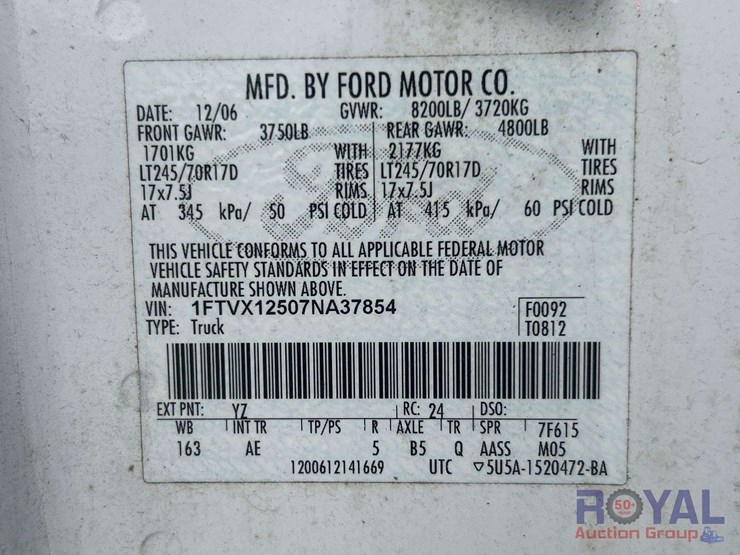 MFD. BY FORD MOTOR CO.
DATE: 12/06 GVWR: 8200LB/ 3720KG
FRONT GAWR: 3750LB REAR GAWR: 4800LB
1701KG WITH 2177KG WITH
LT245/70R17D TIRES LT245/70R17D TIRES
17x7.5J RIMS 17x7.5J RIMS
AT 345 kPa/ 50 PSI COLD AT 415 kPa/ 60 PSI COLD
Ford
THIS VEHICLE CONFORMS TO ALL APPLICABLE FEDERAL MOTOR
VEHICLE SAFETY STANDARDS IN EFFECT ON THE DATE OF
MANUFACTURE SHOWN ABOVE.
VIN: 1FTVX12507NA37854 F0092
TYPE: Truck T0812
EXT PNT: YZ RC: 24 DSO:
WB INT TR TP/PS R AXLE TR SPR 7F615
163 AE 5 B5 Q AASS M05
1200612141669 UTC ▽5U5A-1520472-BA
ROYAL
50+
Auction Group